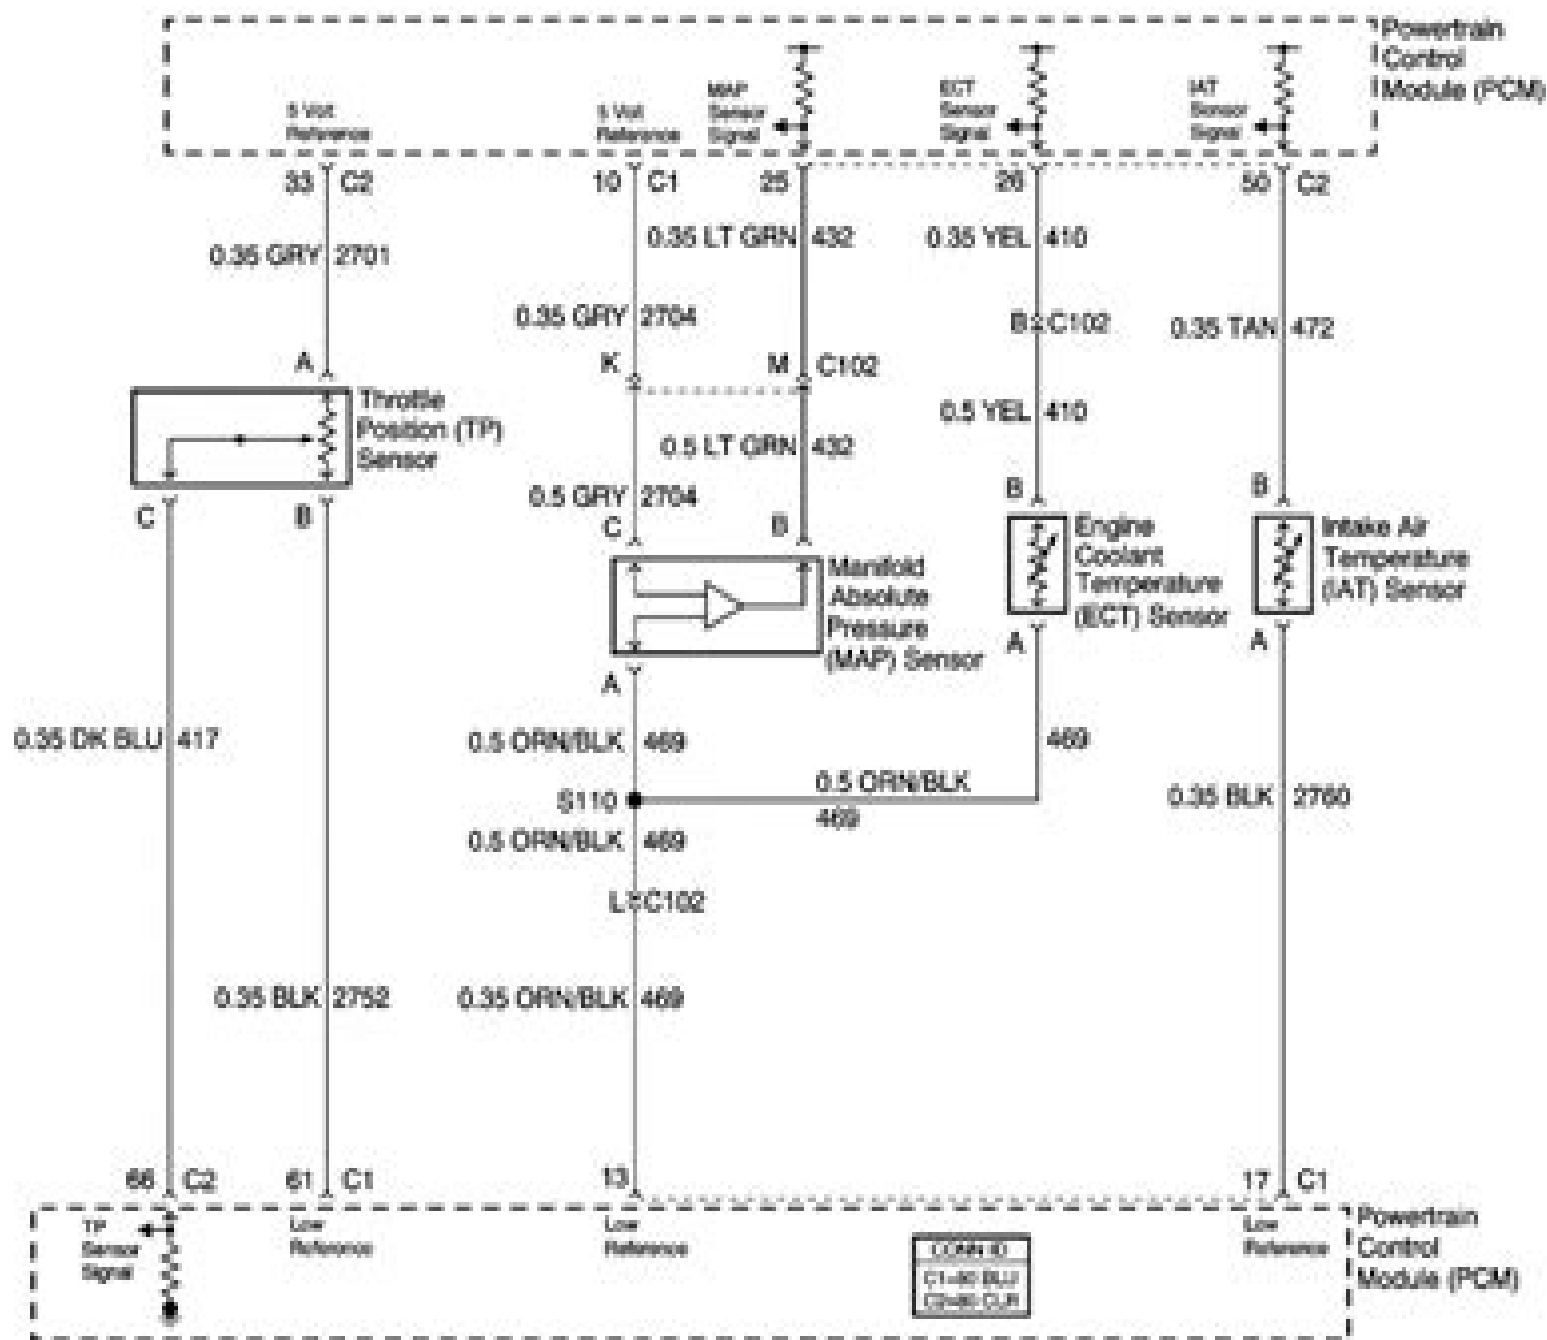 Powertrain
Control
Module (PCM)
5 Volt
Reference
5 Volt
Reference
MAP
Sensor
Signal
ECT
Sensor
Signal
IAT
Sensor
Signal
33 C2
10 C1
25
26
50 C2
0.35 GRY 2701
0.35 LT GRN 432
0.35 YEL 410
0.35 GRY 2704
B C102
0.35 TAN 472
A
K
M C102
Throttle
Position (TP)
Sensor
0.5 YEL 410
0.5 LT GRN 432
0.5 GRY 2704
C
B
C
B
B
B
Manifold
Absolute
Pressure
(MAP) Sensor
Engine
Coolant
Temperature
(ECT) Sensor
Intake Air
Temperature
(IAT) Sensor
A
A
A
0.35 DK BLU 417
0.5 ORN/BLK 469
469
0.5 ORN/BLK
469
0.35 BLK 2760
S110
0.5 ORN/BLK 469
L C102
0.35 BLK 2752
0.35 ORN/BLK 469
66 C2
61 C1
13
17 C1
TP
Sensor
Signal
Low
Reference
Low
Reference
CONN ID
C1=80 BLU
C2=80 CLR
Low
Reference
Powertrain
Control
Module (PCM)